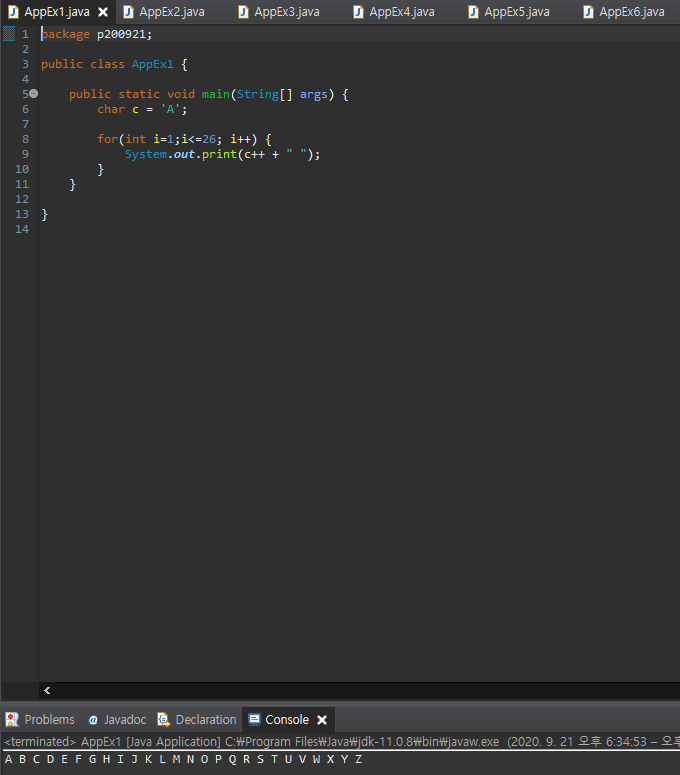 AppEx1.java AppEx2.java AppEx3.java AppEx4.java AppEx5.java AppEx6.java
1 package p200921;
2
3 public class AppEx1 {
4
5     public static void main(String[] args) {
6         char c = 'A';
7
8         for(int i=1;i<=26; i++) {
9             System.out.print(c++ + " ");
10         }
11     }
12
13 }
14
Problems @ Javadoc Declaration Console
<terminated> AppEx1 [Java Application] C:₩Program Files₩Java₩jdk-11.0.8₩bin₩javaw.exe (2020. 9. 21 오후 6:34:53 – 오후
A B C D E F G H I J K L M N O P Q R S T U V W X Y Z